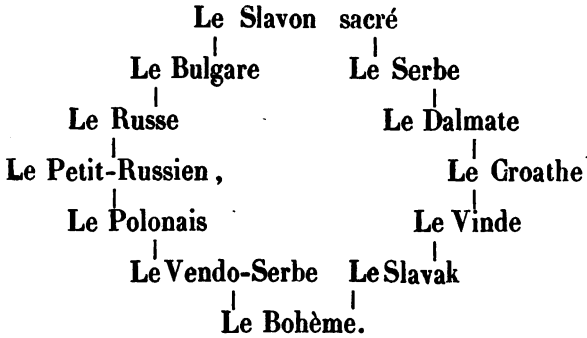 Le Slavon sacré
Le Bulgare Le Serbe
Le Russe Le Dalmate
Le Petit-Russien, Le Groathe
Le Polonais Le Vinde
Le Vendo-Serbe Le Slavak
Le Bohème.